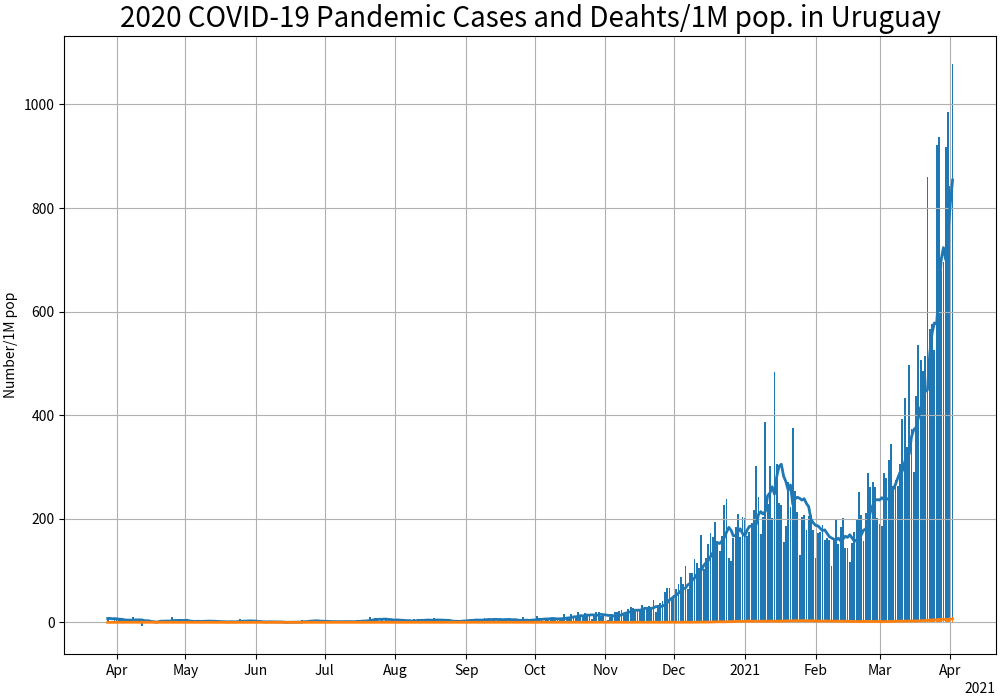 2020 COVID-19 Pandemic Cases and Deahts/1M pop. in Uruguay
Number/1M pop
1000
800
600
400
200
0
Apr May Jun Jul Aug Sep Oct Nov Dec 2021 Feb Mar Apr
2021